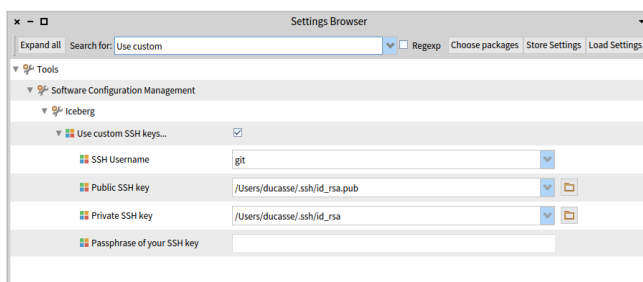 Settings Browser
Expand all Search for: Use custom Regexp Choose packages Store Settings Load Settings
Tools
Software Configuration Management
Iceberg
Use custom SSH keys...
SSH Username git
Public SSH key /Users/ducasse/.ssh/id_rsa.pub
Private SSH key /Users/ducasse/.ssh/id_rsa
Passphrase of your SSH key